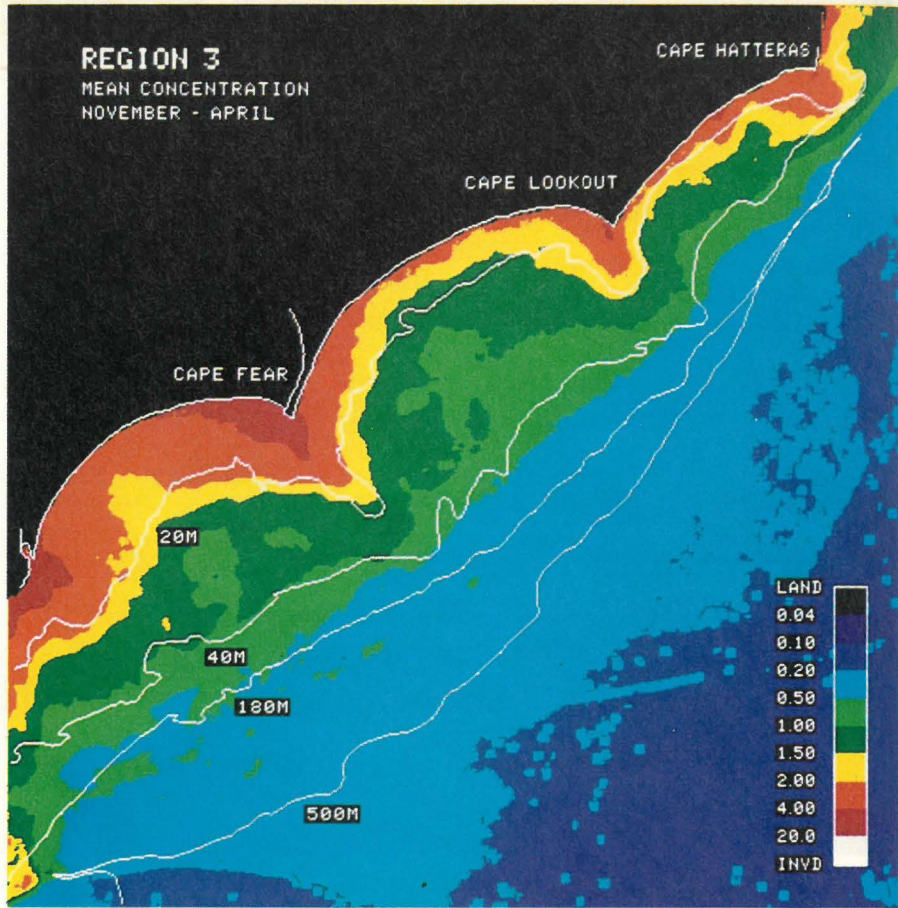 REGION 3
MEAN CONCENTRATION
NOVEMBER - APRIL
CAPE HATTERAS
CAPE LOOKOUT
CAPE FEAR
20M
40M
180M
500M
LAND
0.04
0.10
0.20
0.50
1.00
1.50
2.00
4.00
20.0
INVD